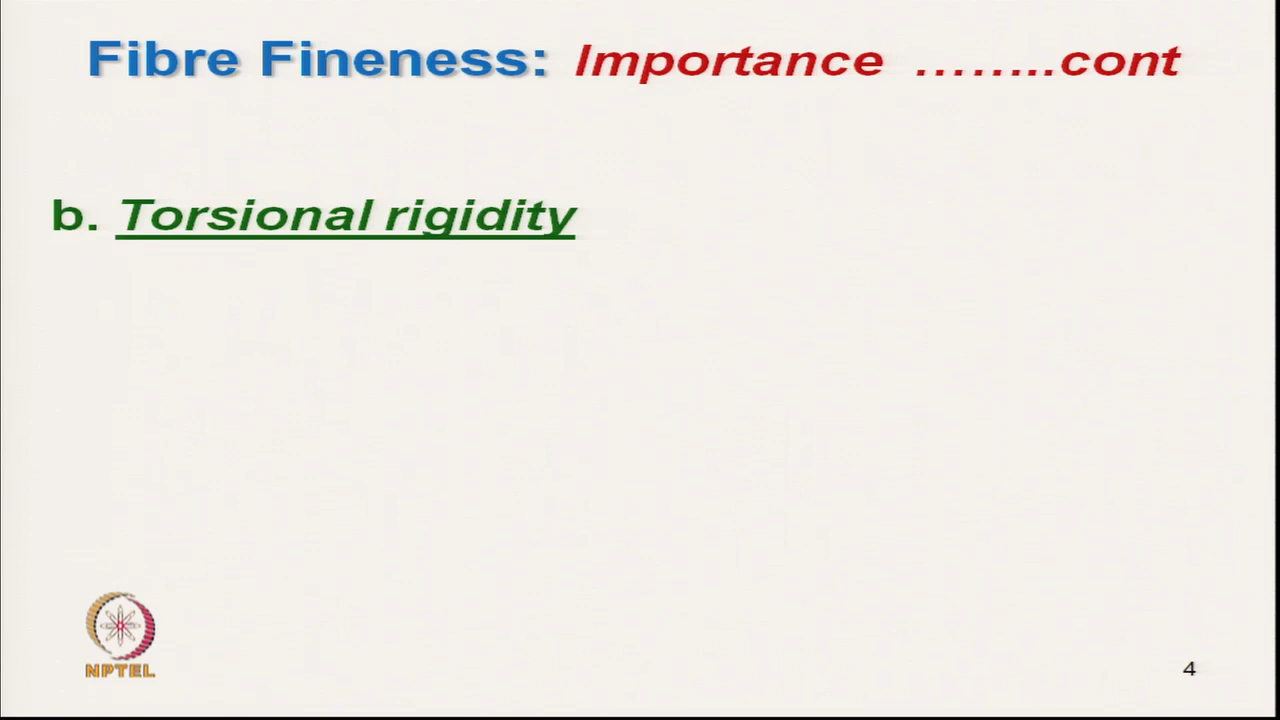 Fibre Fineness: Importance ........cont
b. Torsional rigidity
NPTEL
4